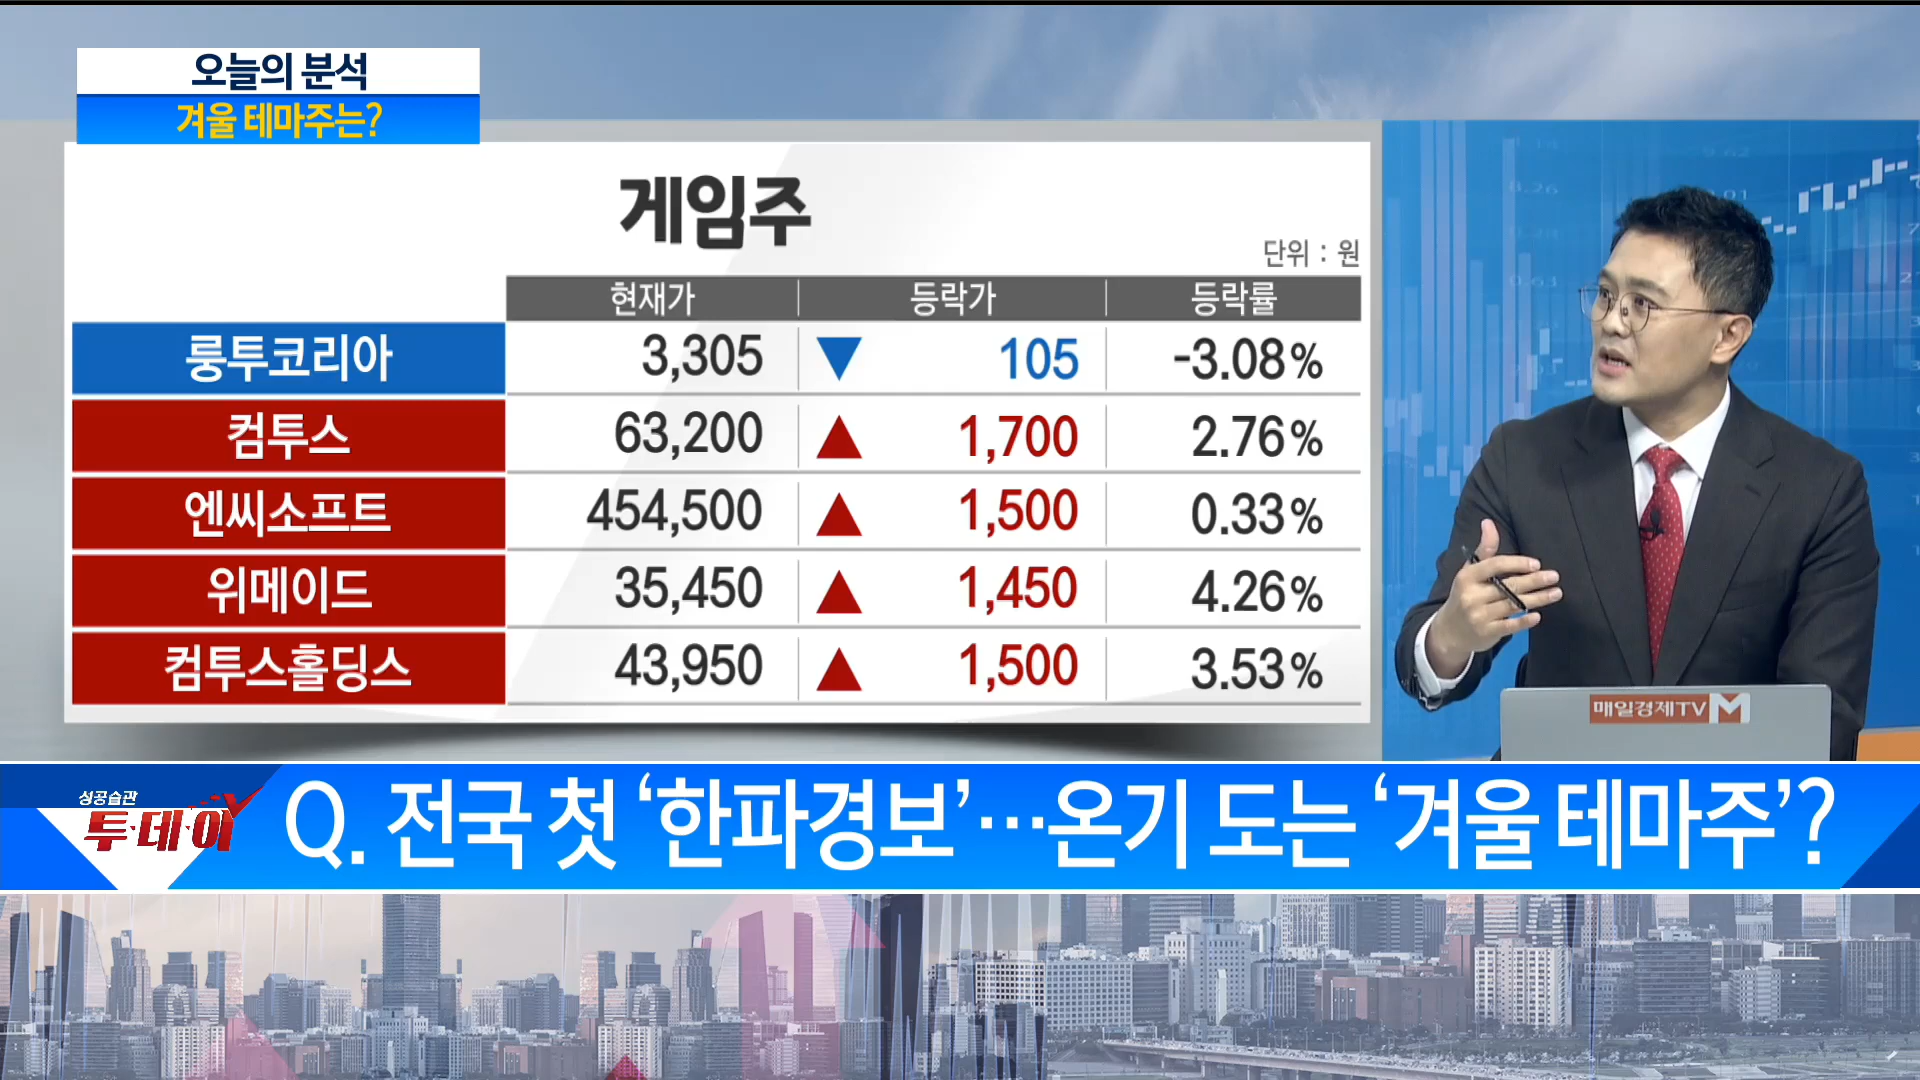 오늘의 분석
겨울 테마주는?
게임주
단위 : 원
현재가 등락가 등락률
룽투코리아 3,305 ▼ 105 -3.08%
컴투스 63,200 ▲ 1,700 2.76%
엔씨소프트 454,500 ▲ 1,500 0.33%
위메이드 35,450 ▲ 1,450 4.26%
컴투스홀딩스 43,950 ▲ 1,500 3.53%
매일경제TV M
성공습관
투·데·이
Q. 전국 첫 ‘한파경보’…온기 도는 ‘겨울 테마주’?